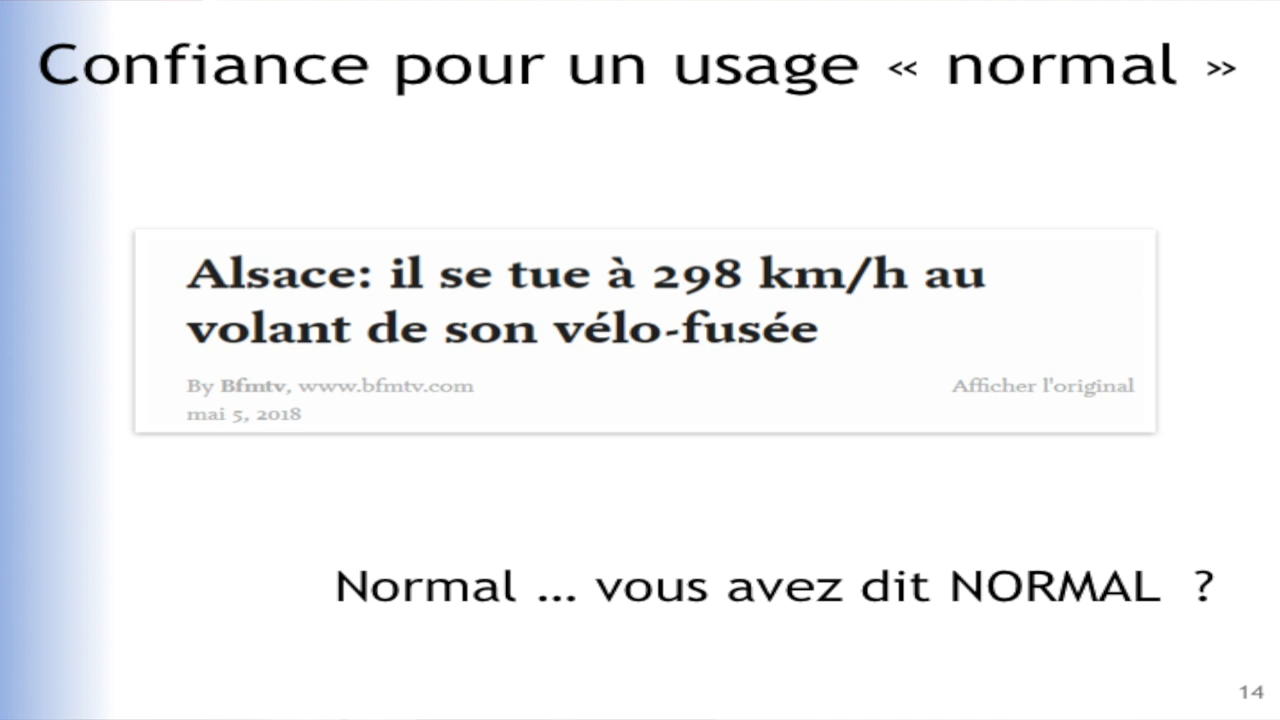 Confiance pour un usage « normal »
Alsace: il se tue à 298 km/h au
volant de son vélo-fusée
By Bfmtv, www.bfmtv.com Afficher l'original
mai 5, 2018
Normal ... vous avez dit NORMAL ?
14